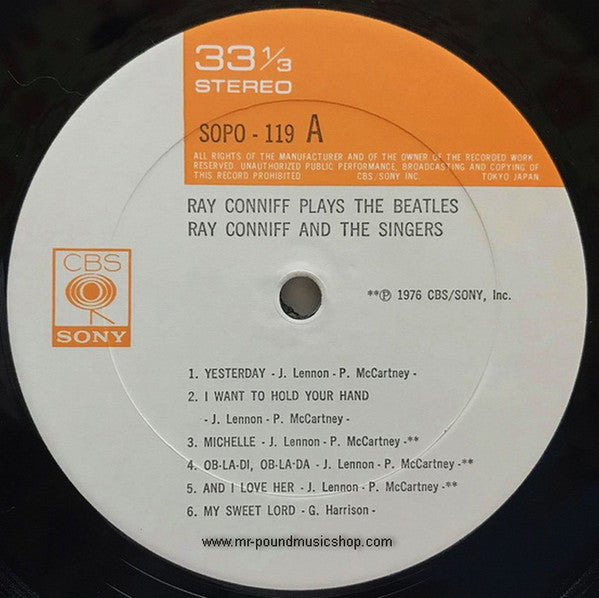 33 1/3
STEREO
SOPO - 119 A
ALL RIGHTS OF THE MANUFACTURER AND OF THE OWNER OF THE RECORDED WORK
RESERVED. UNAUTHORIZED PUBLIC PERFORMANCE, BROADCASTING AND COPYING OF
THIS RECORD PROHIBITED CBS/SONY INC. TOKYO JAPAN
RAY CONNIFF PLAYS THE BEATLES
RAY CONNIFF AND THE SINGERS
CBS
SONY
**Ⓟ 1976 CBS/SONY, Inc.
1. YESTERDAY - J. Lennon - P. McCartney -
2. I WANT TO HOLD YOUR HAND
- J. Lennon - P. McCartney -
3. MICHELLE - J. Lennon - P. McCartney -**
4. OB-LA-DI, OB-LA-DA - J. Lennon - P. McCartney -**
5. AND I LOVE HER - J. Lennon - P. McCartney -**
6. MY SWEET LORD - G. Harrison -
www.mr-poundmusicshop.com